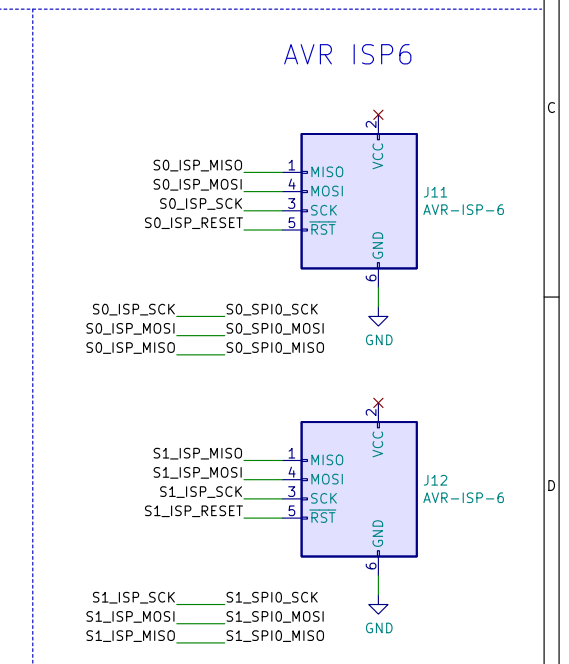 AVR ISP6
C
2
VCC
S0_ISP_MISO 1 MISO
S0_ISP_MOSI 4 MOSI
S0_ISP_SCK 3 SCK
S0_ISP_RESET 5 RST
J11
AVR-ISP-6
GND
6
GND
S0_ISP_SCK S0_SPI0_SCK
S0_ISP_MOSI S0_SPI0_MOSI
S0_ISP_MISO S0_SPI0_MISO
2
VCC
S1_ISP_MISO 1 MISO
S1_ISP_MOSI 4 MOSI
S1_ISP_SCK 3 SCK
S1_ISP_RESET 5 RST
J12
AVR-ISP-6
D
GND
6
GND
S1_ISP_SCK S1_SPI0_SCK
S1_ISP_MOSI S1_SPI0_MOSI
S1_ISP_MISO S1_SPI0_MISO